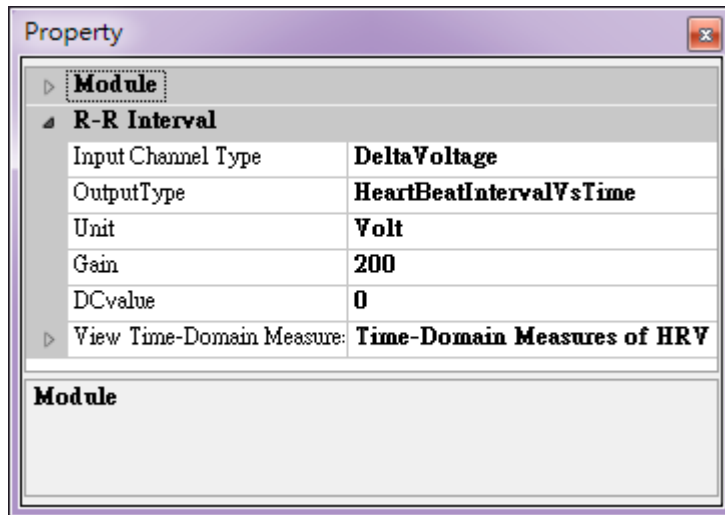 Property
Module
R-R Interval
Input Channel Type DeltaVoltage
OutputType HeartBeatIntervalVsTime
Unit Volt
Gain 200
DCvalue 0
View Time-Domain Measure: Time-Domain Measures of HRV
Module